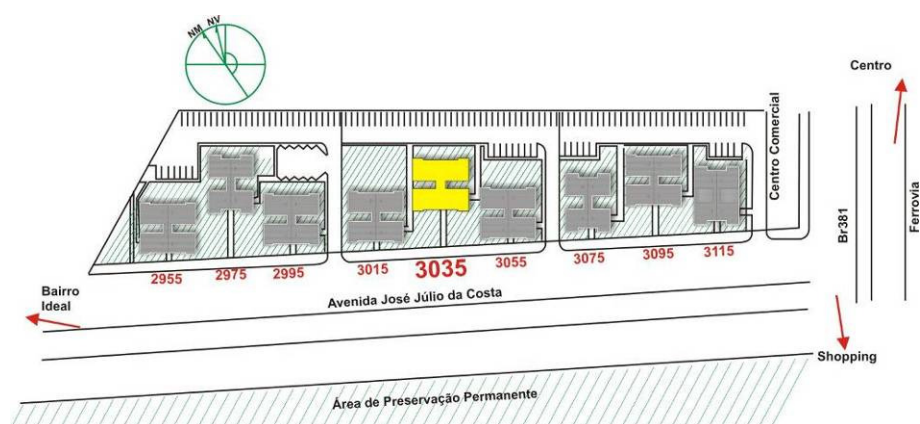 NM NV
Centro
Centro Comercial
Br381
Ferrovia
2955 2975 2995 3015 3035 3055 3075 3095 3115
Bairro
Ideal
Avenida José Júlio da Costa
Shopping
Área de Preservação Permanente